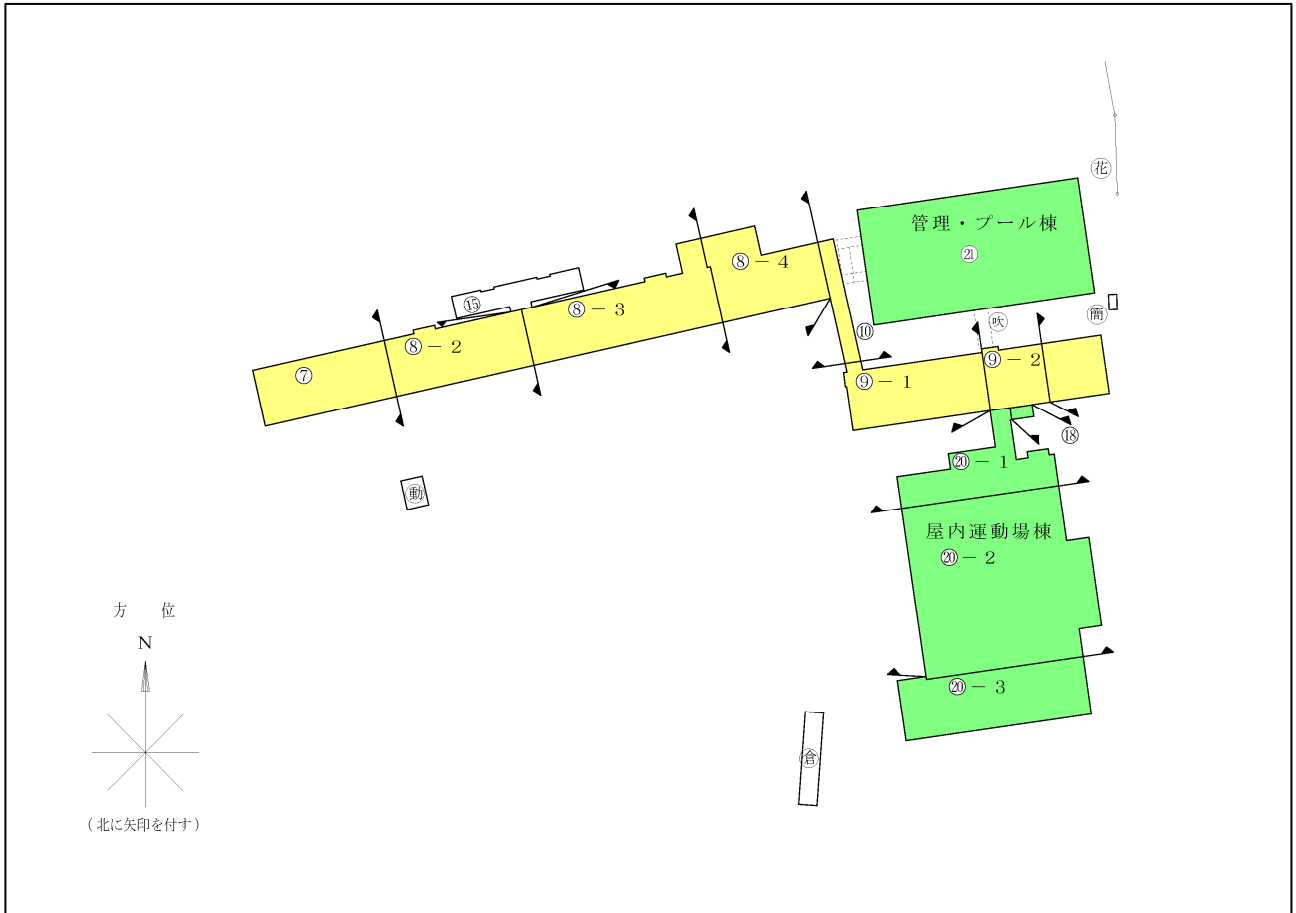 ㊞花
管理・プール棟
㉑
⑧－４
⑮
⑧－３
簡
吹
⑩
⑧－２
⑨－２
⑦
⑨－１
⑱
⑳－１
動
屋内運動場棟
⑳－２
方　位
N
⑳－３
倉
(北に矢印を付す)